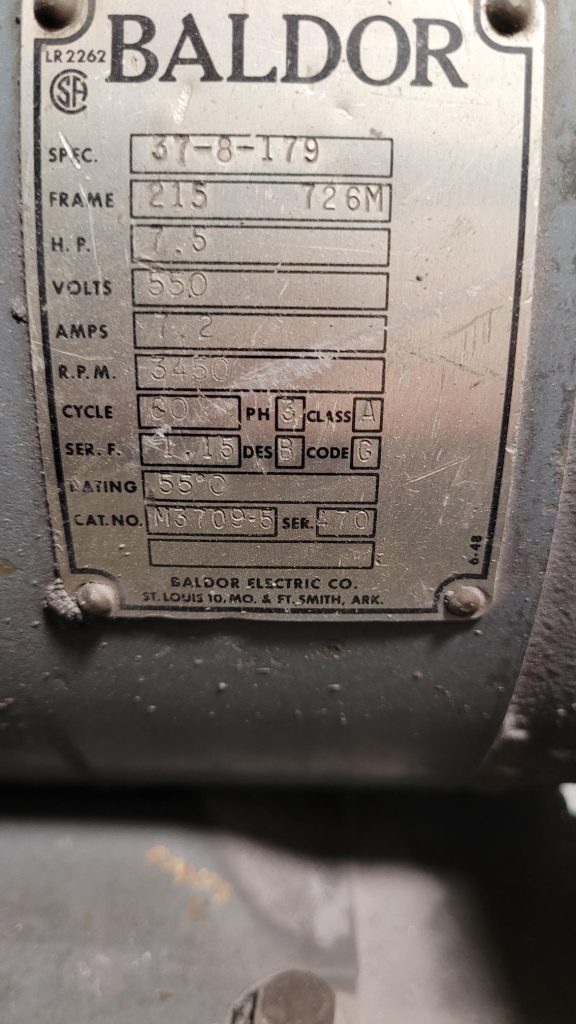 BALDOR
LR 2262
SPEC. 37-8-179
FRAME 215 726M
H.P. 7.5
VOLTS 550
AMPS 7.2
R.P.M. 3450
CYCLE 60 PH 3 CLASS A
SER. F. 1.15 DES B CODE G
RATING 55°C
CAT.NO. M3709-5 SER. 470
6-48
BALDOR ELECTRIC CO.
ST. LOUIS 10, MO. & FT. SMITH, ARK.